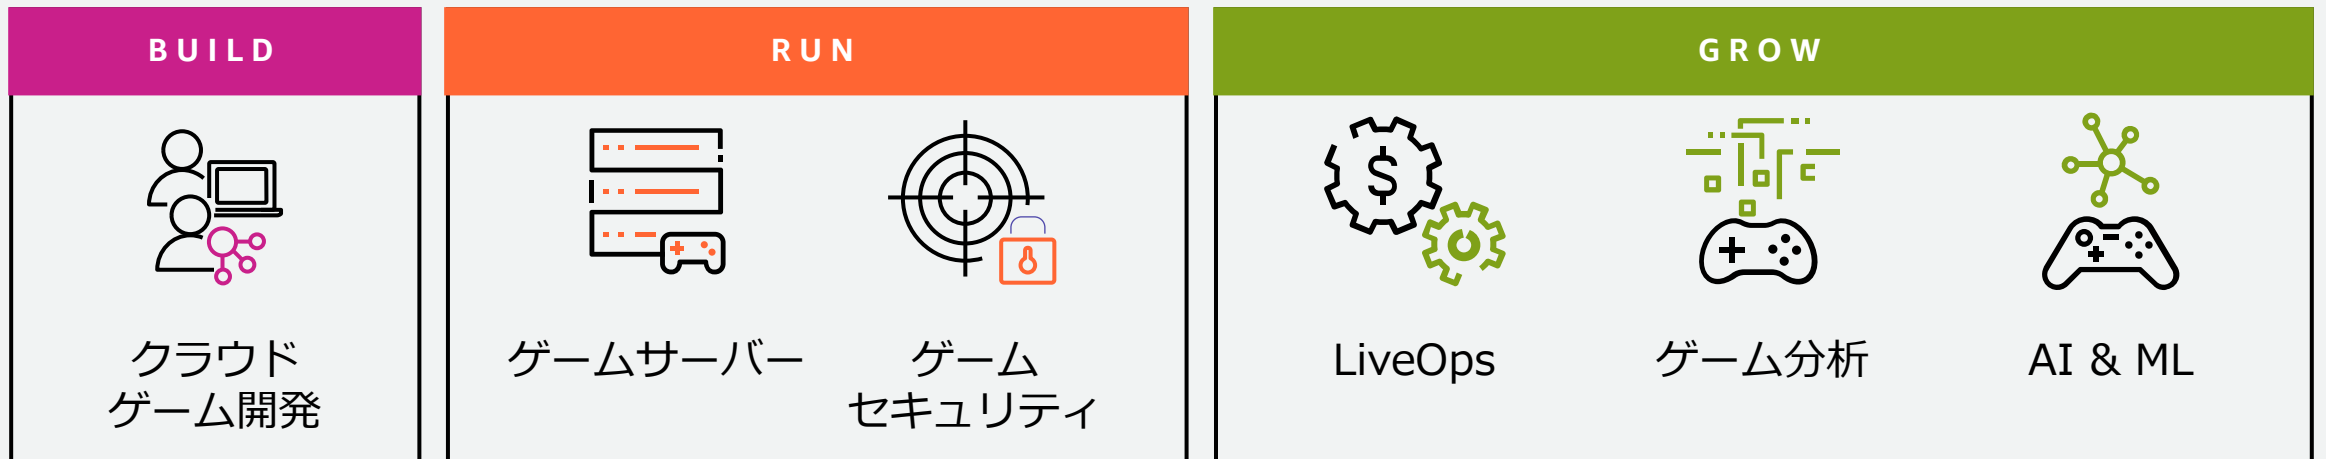 BUILD
RUN
GROW
クラウド
ゲーム開発
ゲームサーバー
ゲーム
セキュリティ
LiveOps
ゲーム分析
AI & ML